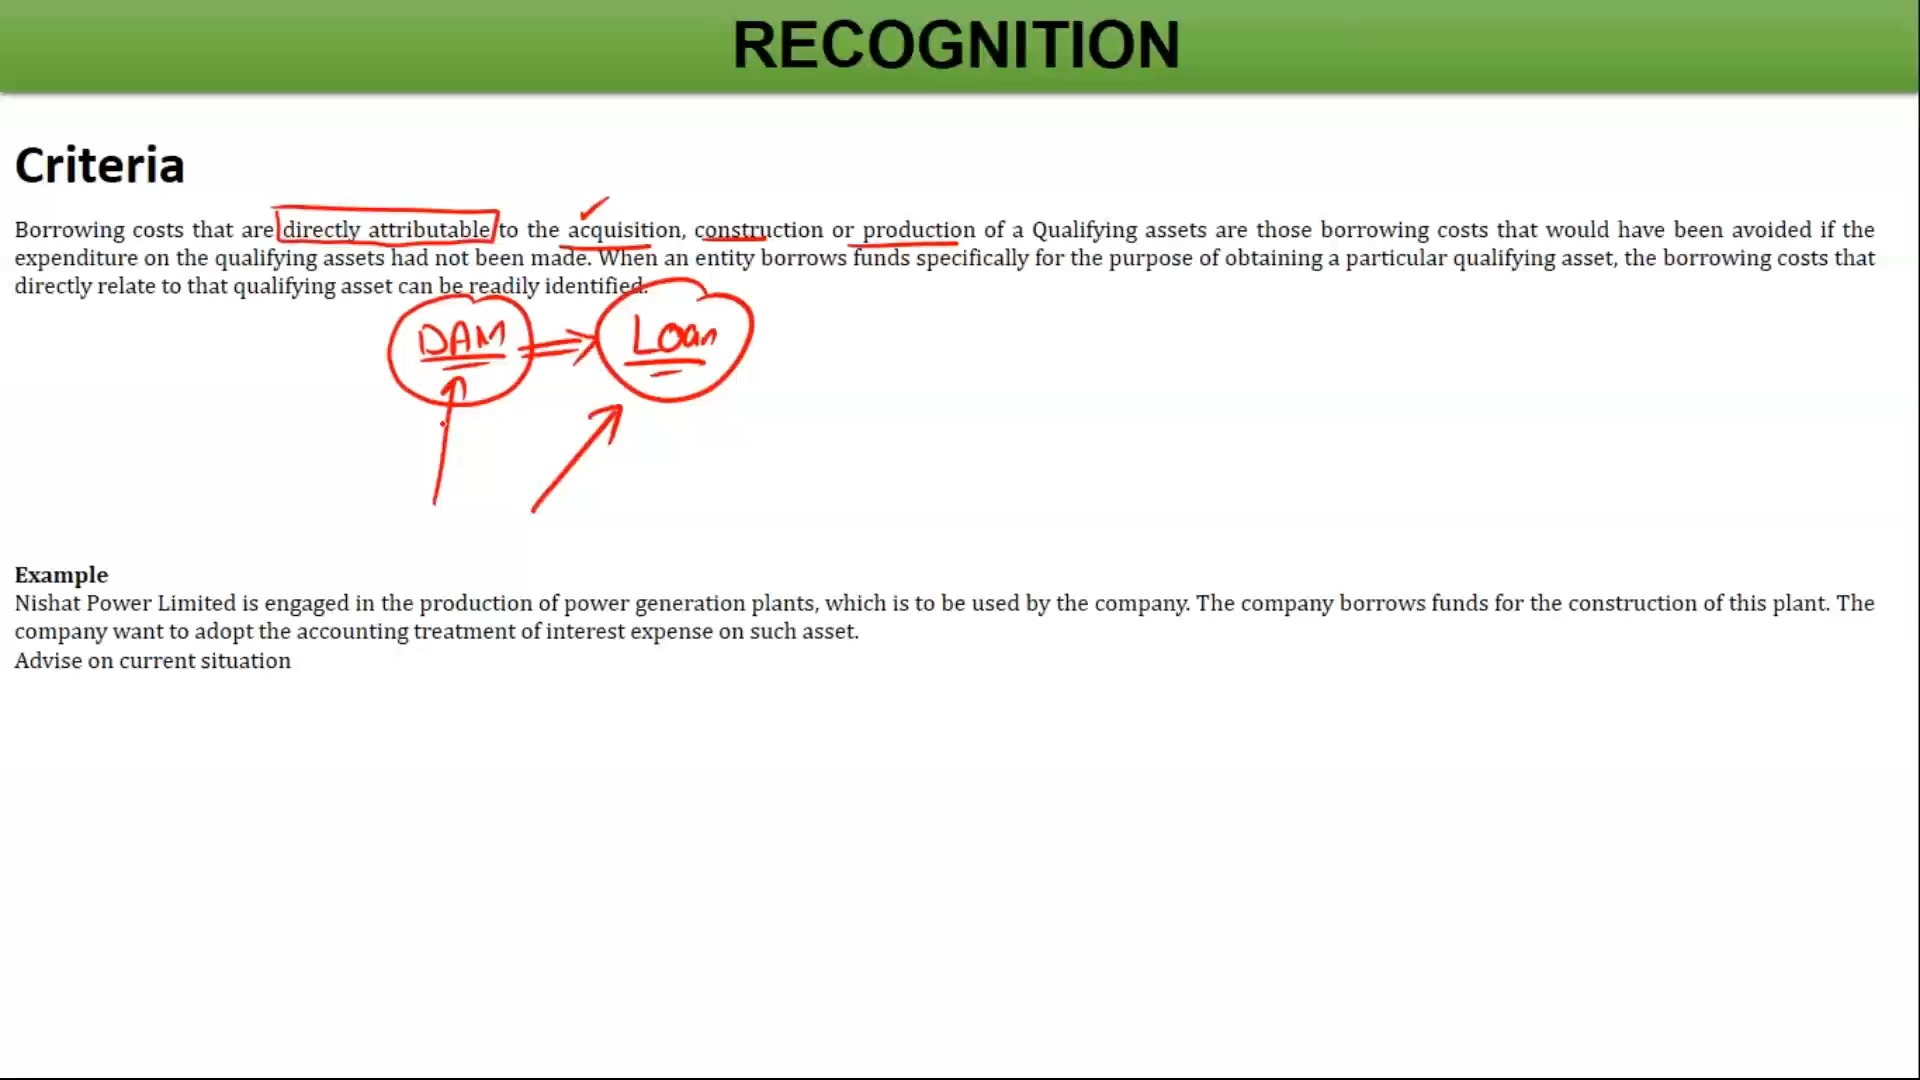 RECOGNITION
Criteria
Borrowing costs that are directly attributable to the acquisition, construction or production of a Qualifying assets are those borrowing costs that would have been avoided if the
expenditure on the qualifying assets had not been made. When an entity borrows funds specifically for the purpose of obtaining a particular qualifying asset, the borrowing costs that
directly relate to that qualifying asset can be readily identified.
DAM Loan
Example
Nishat Power Limited is engaged in the production of power generation plants, which is to be used by the company. The company borrows funds for the construction of this plant. The
company want to adopt the accounting treatment of interest expense on such asset.
Advise on current situation